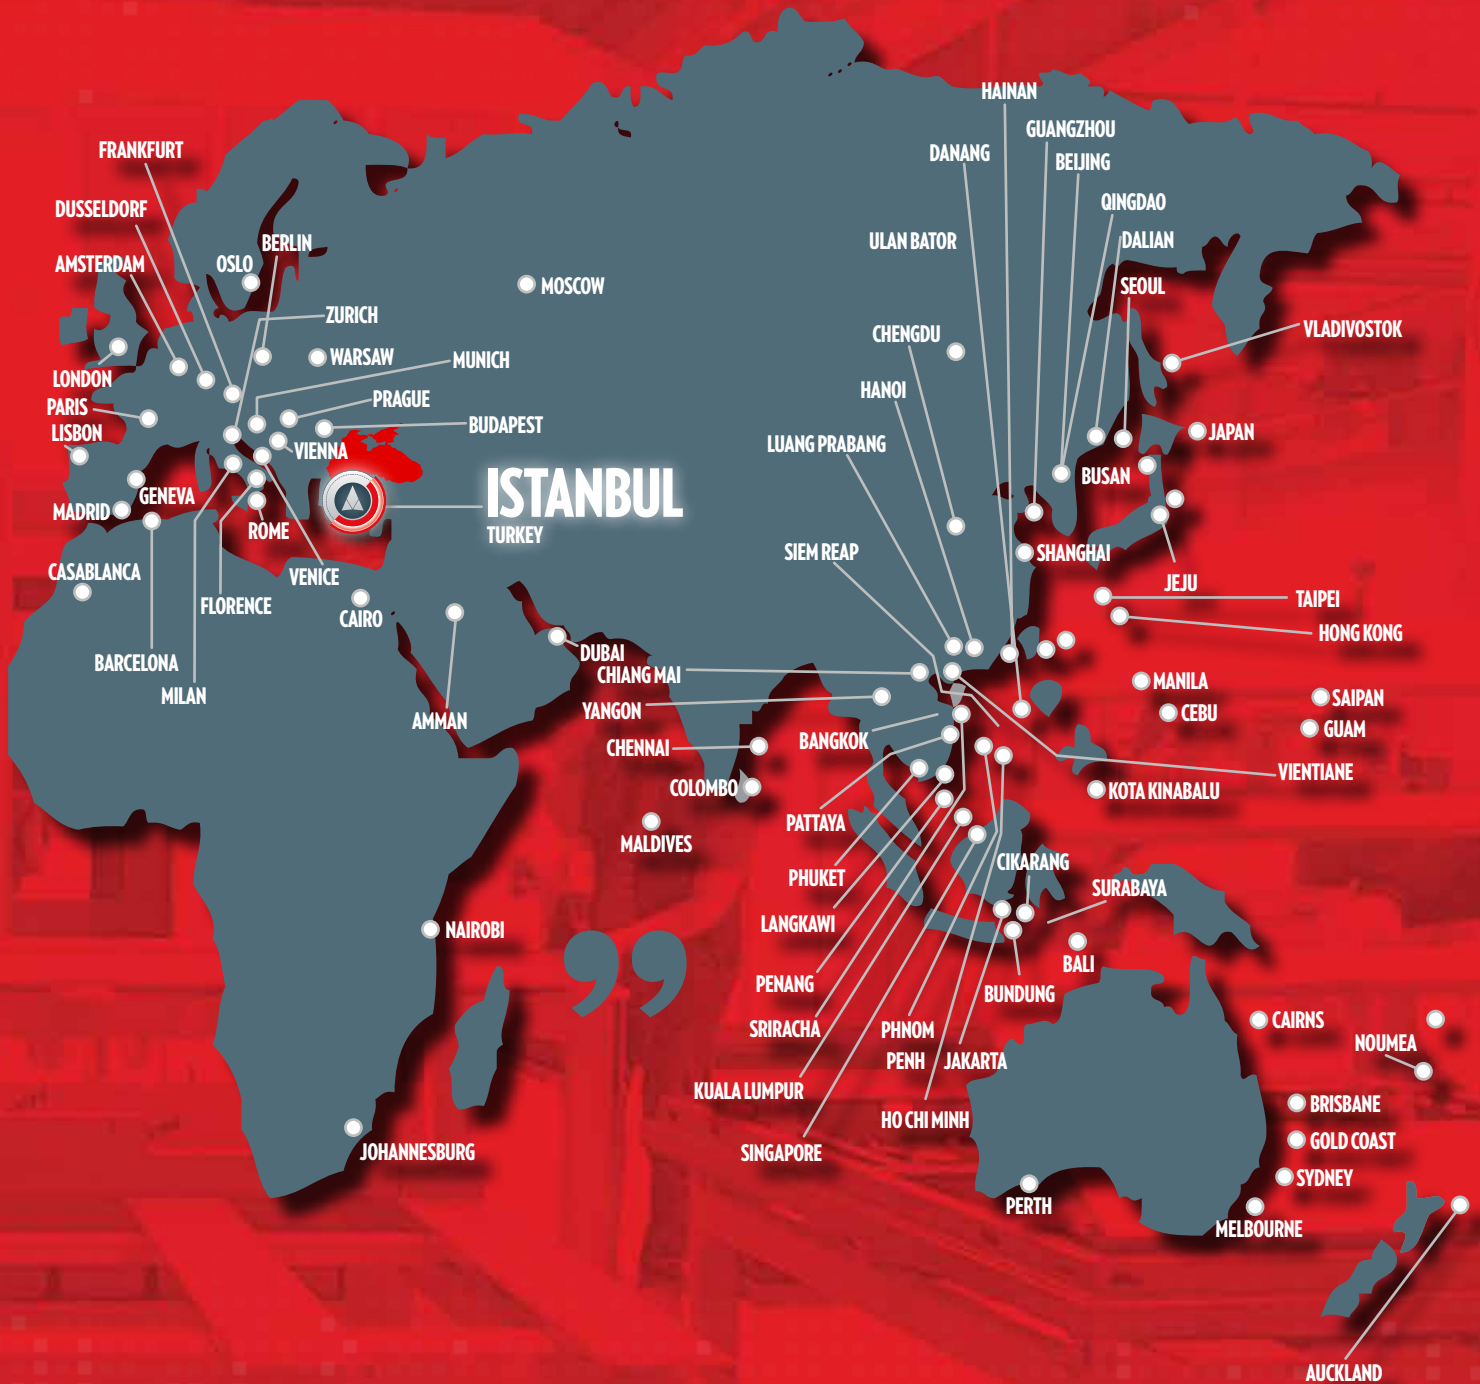 HAINAN
GUANGZHOU
FRANKFURT
DANANG
BEIJING
QINGDAO
DUSSELDORF
DALIAN
ULAN BATOR
BERLIN
AMSTERDAM
OSLO
MOSCOW
SEOUL
ZURICH
VLADIVOSTOK
CHENGDU
WARSAW
MUNICH
LONDON
HANOI
PRAGUE
PARIS
BUDAPEST
JAPAN
LISBON
LUANG PRABANG
VIENNA
BUSAN
ISTANBUL
TURKEY
GENEVA
MADRID
ROME
SIEM REAP
SHANGHAI
CASABLANCA
VENICE
JEJU
TAIPEI
FLORENCE
CAIRO
HONG KONG
DUBAI
BARCELONA
CHIANG MAI
MANILA
MILAN
SAIPAN
YANGON
CEBU
AMMAN
GUAM
BANGKOK
CHENNAI
VIENTIANE
COLOMBO
KOTA KINABALU
PATTAYA
MALDIVES
CIKARANG
PHUKET
SURABAYA
LANGKAWI
NAIROBI
BALI
PENANG
BUNDUNG
CAIRNS
SRIRACHA
PHNOM
PENH
NOUMEA
JAKARTA
KUALA LUMPUR
BRISBANE
HO CHI MINH
GOLD COAST
JOHANNESBURG
SINGAPORE
SYDNEY
PERTH
MELBOURNE
AUCKLAND
”